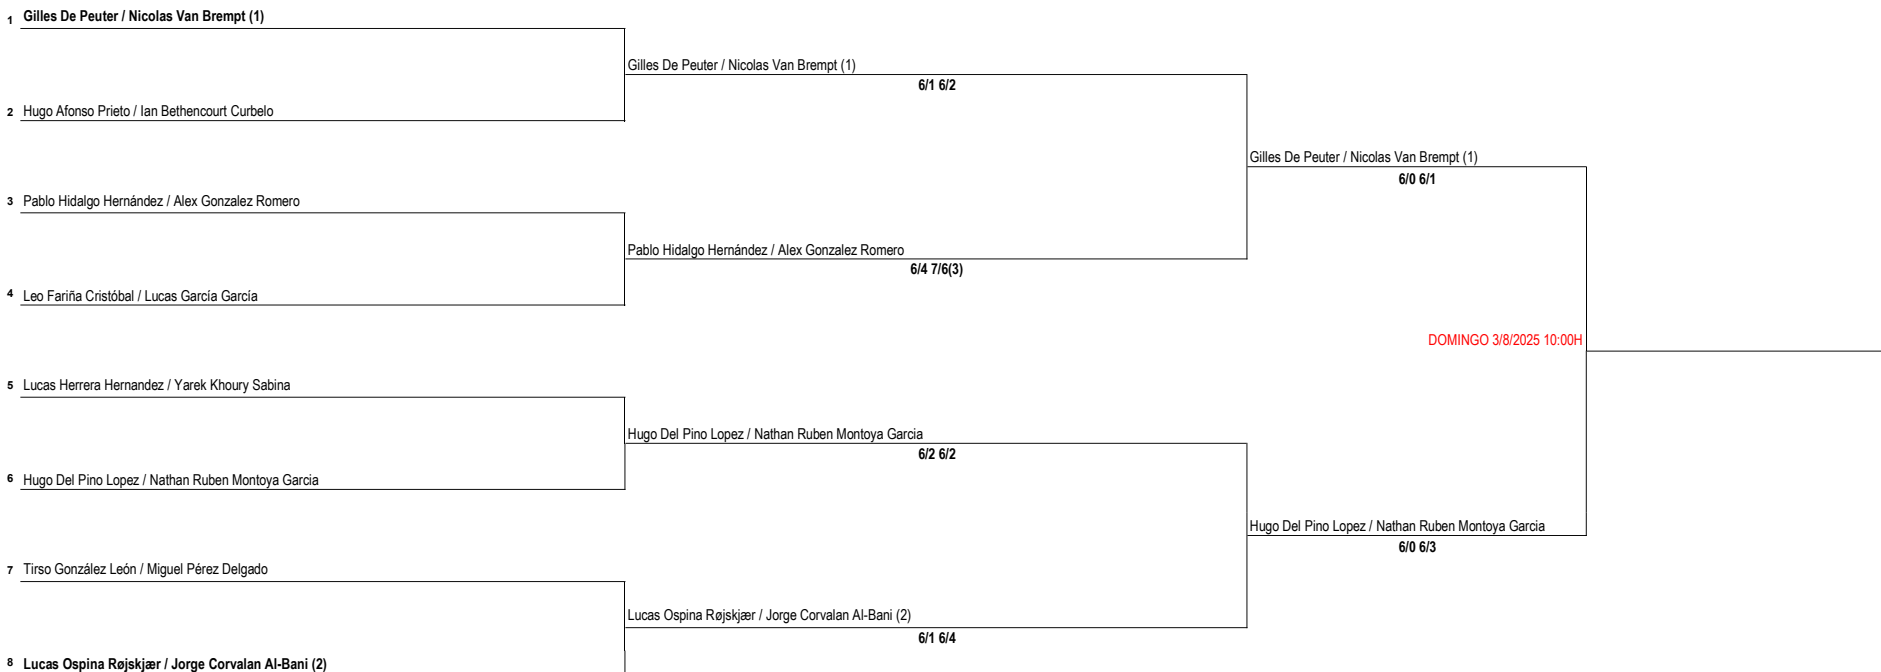 1 Gilles De Peuter / Nicolas Van Brempt (1)
Gilles De Peuter / Nicolas Van Brempt (1)
6/1 6/2
2 Hugo Afonso Prieto / Ian Bethencourt Curbelo
Gilles De Peuter / Nicolas Van Brempt (1)
6/0 6/1
3 Pablo Hidalgo Hernández / Alex Gonzalez Romero
Pablo Hidalgo Hernández / Alex Gonzalez Romero
6/4 7/6(3)
4 Leo Fariña Cristóbal / Lucas García García
DOMINGO 3/8/2025 10:00H
5 Lucas Herrera Hernandez / Yarek Khoury Sabina
Hugo Del Pino Lopez / Nathan Ruben Montoya Garcia
6/2 6/2
6 Hugo Del Pino Lopez / Nathan Ruben Montoya Garcia
Hugo Del Pino Lopez / Nathan Ruben Montoya Garcia
6/0 6/3
7 Tirso González León / Miguel Pérez Delgado
Lucas Ospina Røjskjær / Jorge Corvalan Al-Bani (2)
6/1 6/4
8 Lucas Ospina Røjskjær / Jorge Corvalan Al-Bani (2)